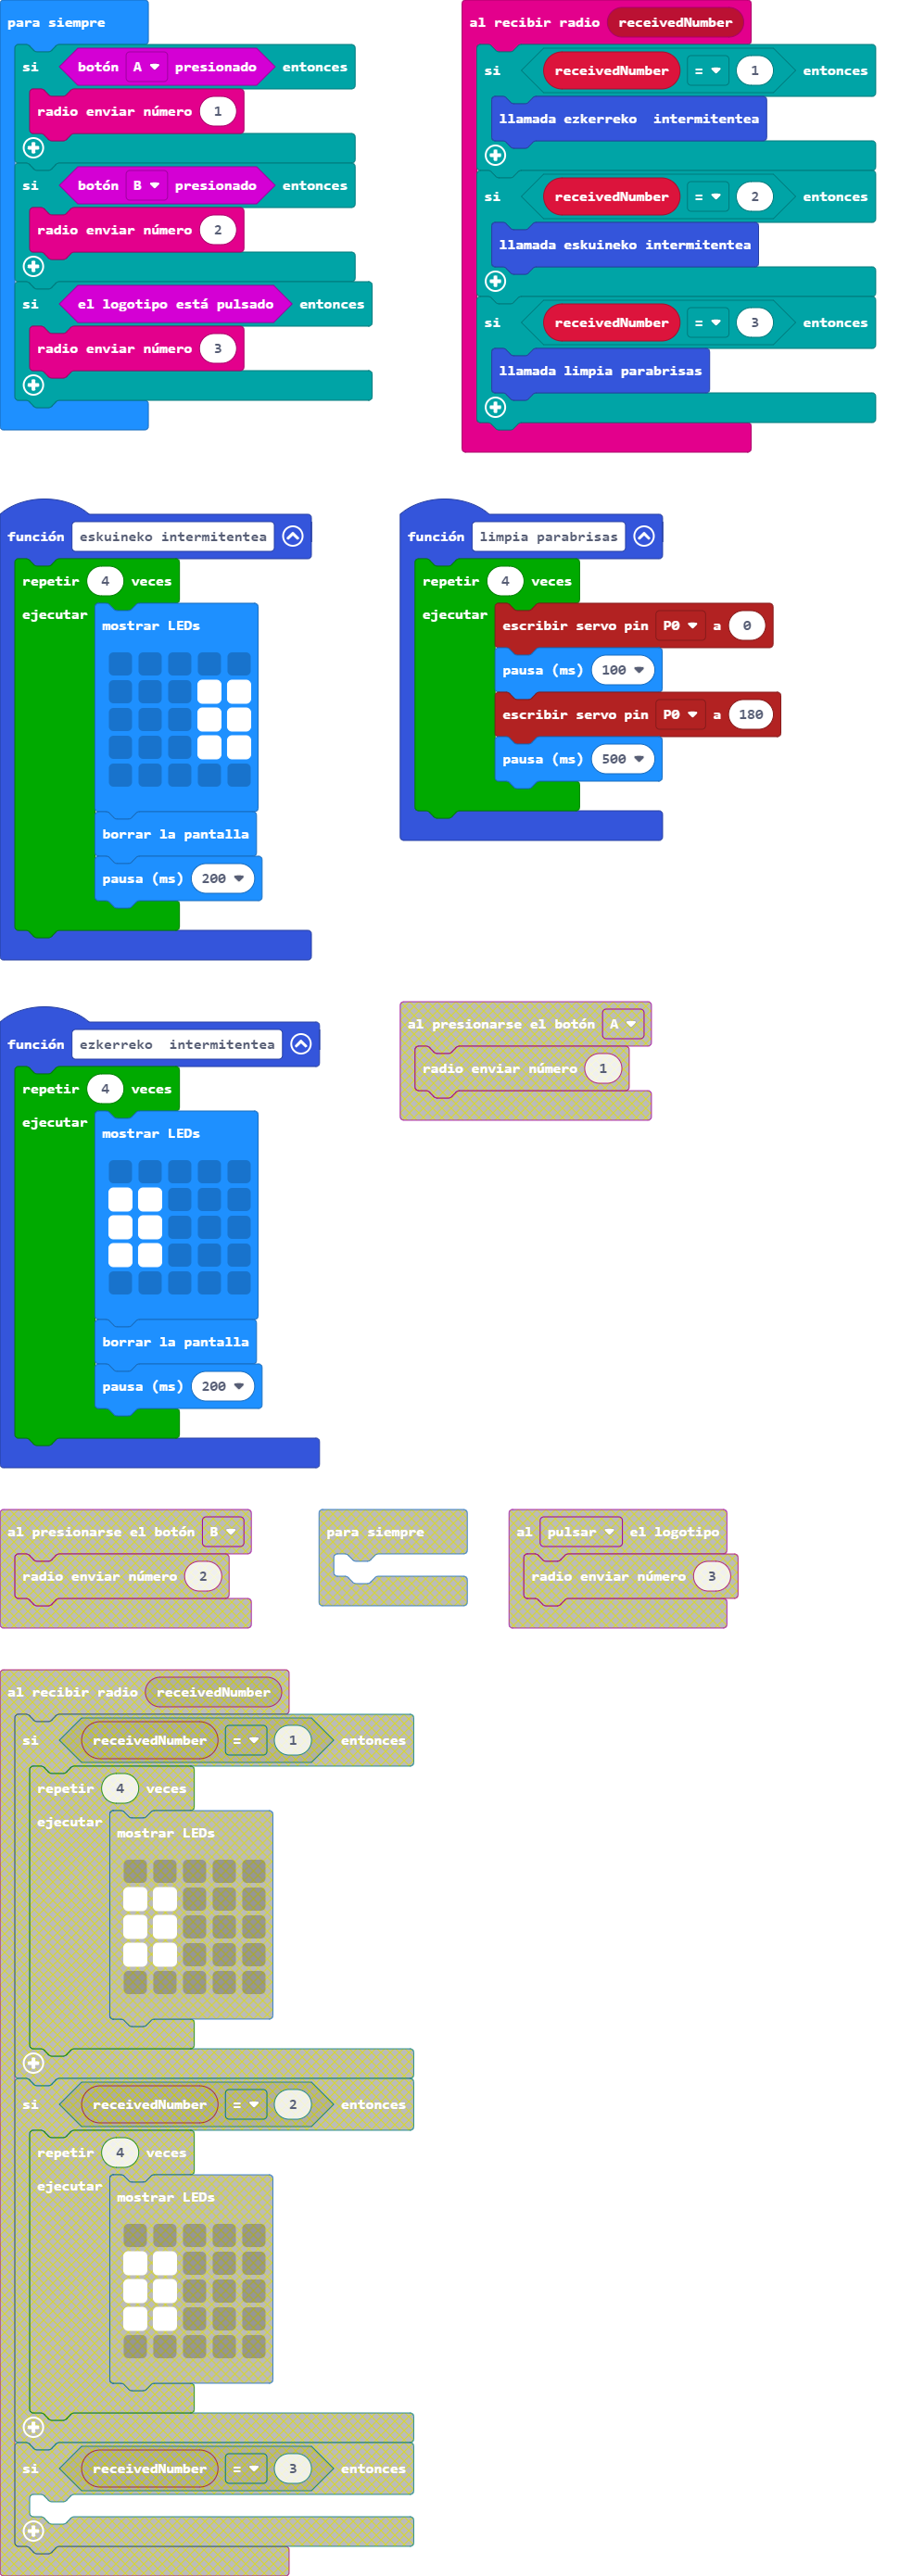 para siempre
si botón A presionado entonces
radio enviar número 1
si botón B presionado entonces
radio enviar número 2
si el logotipo está pulsado entonces
radio enviar número 3
al recibir radio receivedNumber
si receivedNumber = 1 entonces
llamada ezkerreko intermitentea
si receivedNumber = 2 entonces
llamada eskuineko intermitentea
si receivedNumber = 3 entonces
llamada limpia parabrisas
función eskuineko intermitentea
repetir 4 veces
ejecutar
mostrar LEDs
borrar la pantalla
pausa (ms) 200
función limpia parabrisas
repetir 4 veces
ejecutar
escribir servo pin P0 a 0
pausa (ms) 100
escribir servo pin P0 a 180
pausa (ms) 500
función ezkerreko intermitentea
repetir 4 veces
ejecutar
mostrar LEDs
borrar la pantalla
pausa (ms) 200
al presionarse el botón A
radio enviar número 1
al presionarse el botón B
radio enviar número 2
para siempre
al pulsar el logotipo
radio enviar número 3
al recibir radio receivedNumber
si receivedNumber = 1 entonces
repetir 4 veces
ejecutar
mostrar LEDs
si receivedNumber = 2 entonces
repetir 4 veces
ejecutar
mostrar LEDs
si receivedNumber = 3 entonces